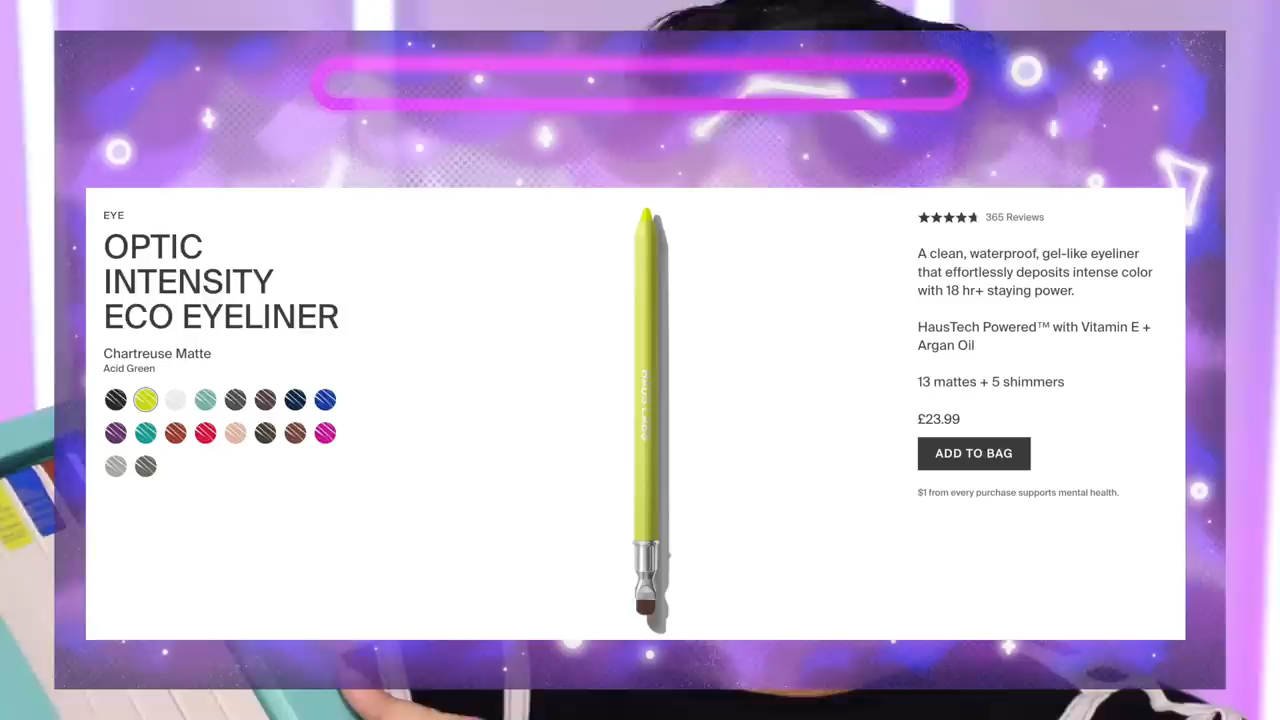 EYE
OPTIC
INTENSITY
ECO EYELINER
Chartreuse Matte
Acid Green
365 Reviews
A clean, waterproof, gel-like eyeliner
that effortlessly deposits intense color
with 18 hr+ staying power.
HausTech Powered™ with Vitamin E +
Argan Oil
13 mattes + 5 shimmers
£23.99
ADD TO BAG
$1 from every purchase supports mental health.